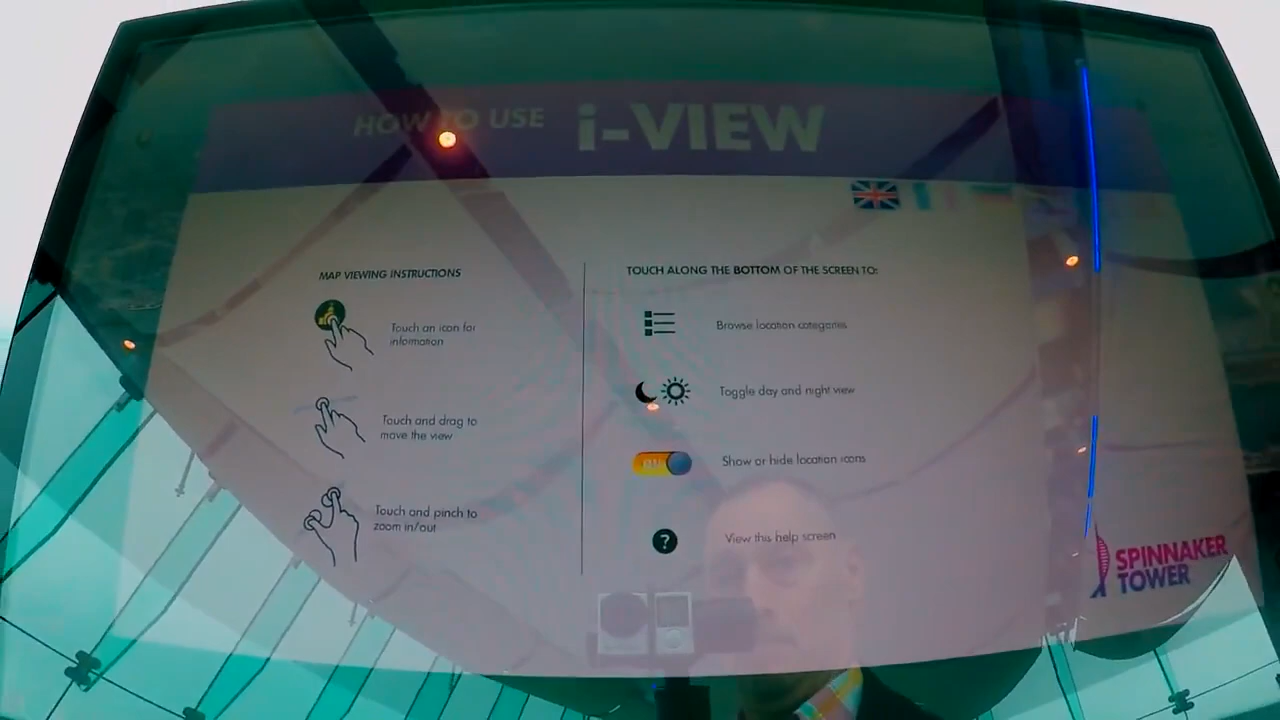 HOW TO USE i-VIEW
MAP VIEWING INSTRUCTIONS
Touch an icon for
information
Touch and drag to
move the view
Touch and pinch to
zoom in/out
TOUCH ALONG THE BOTTOM OF THE SCREEN TO:
Browse location categories
Toggle day and night view
Show or hide location icons
?
View this help screen
SPINNAKER
TOWER